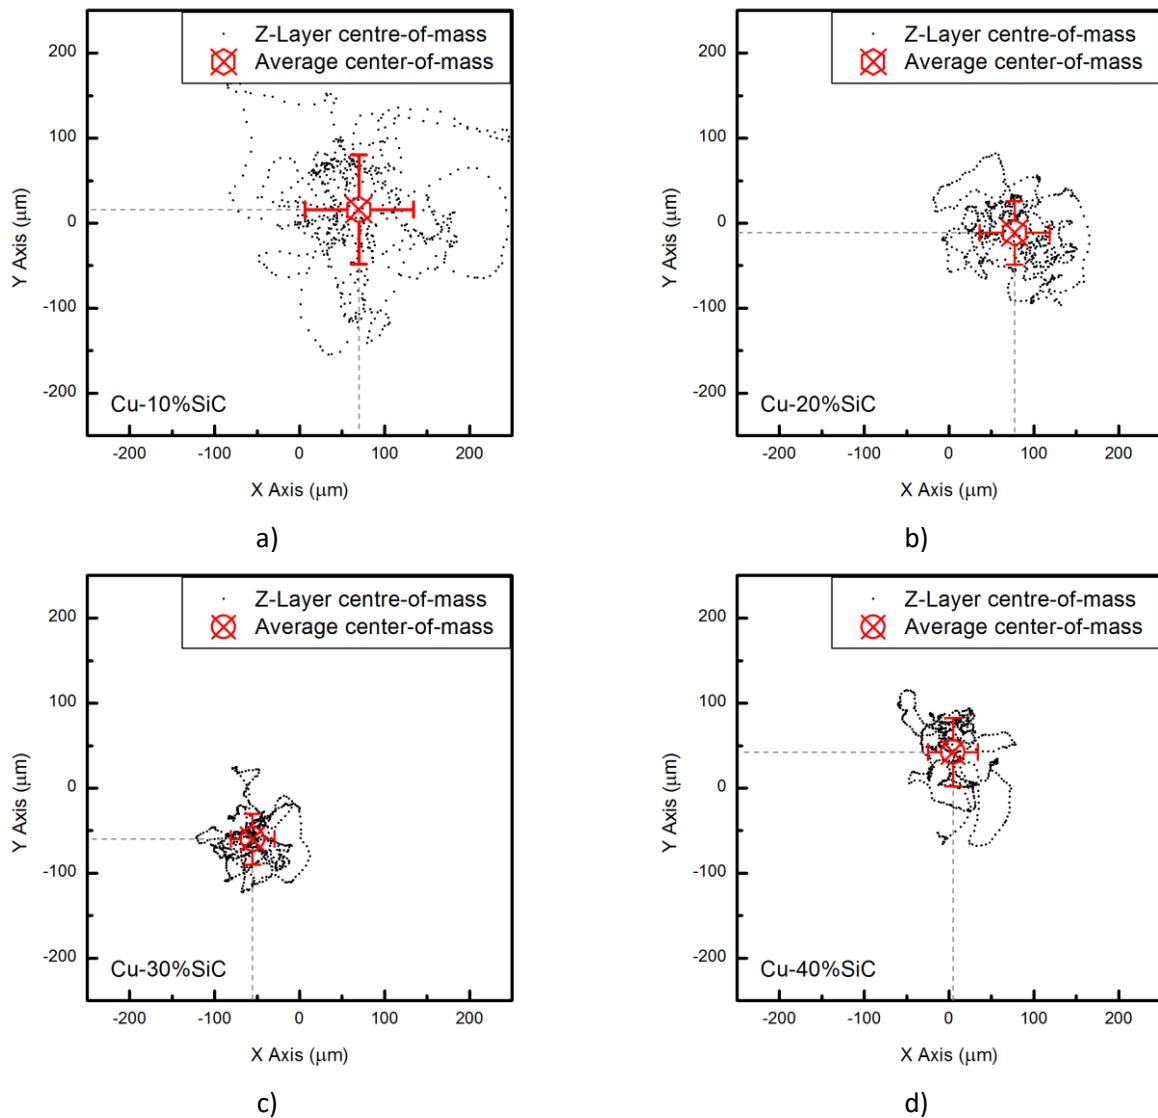 Z-Layer centre-of-mass
Average center-of-mass
200
100
0
-100
-200
Y Axis (μm)
Cu-10%SiC
-200
-100
0
100
200
X Axis (μm)
a)
Z-Layer centre-of-mass
Average center-of-mass
200
100
0
-100
-200
Y Axis (μm)
Cu-20%SiC
-200
-100
0
100
200
X Axis (μm)
b)
Z-Layer centre-of-mass
Average center-of-mass
200
100
0
-100
-200
Y Axis (μm)
Cu-30%SiC
-200
-100
0
100
200
X Axis (μm)
c)
Z-Layer centre-of-mass
Average center-of-mass
200
100
0
-100
-200
Y Axis (μm)
Cu-40%SiC
-200
-100
0
100
200
X Axis (μm)
d)